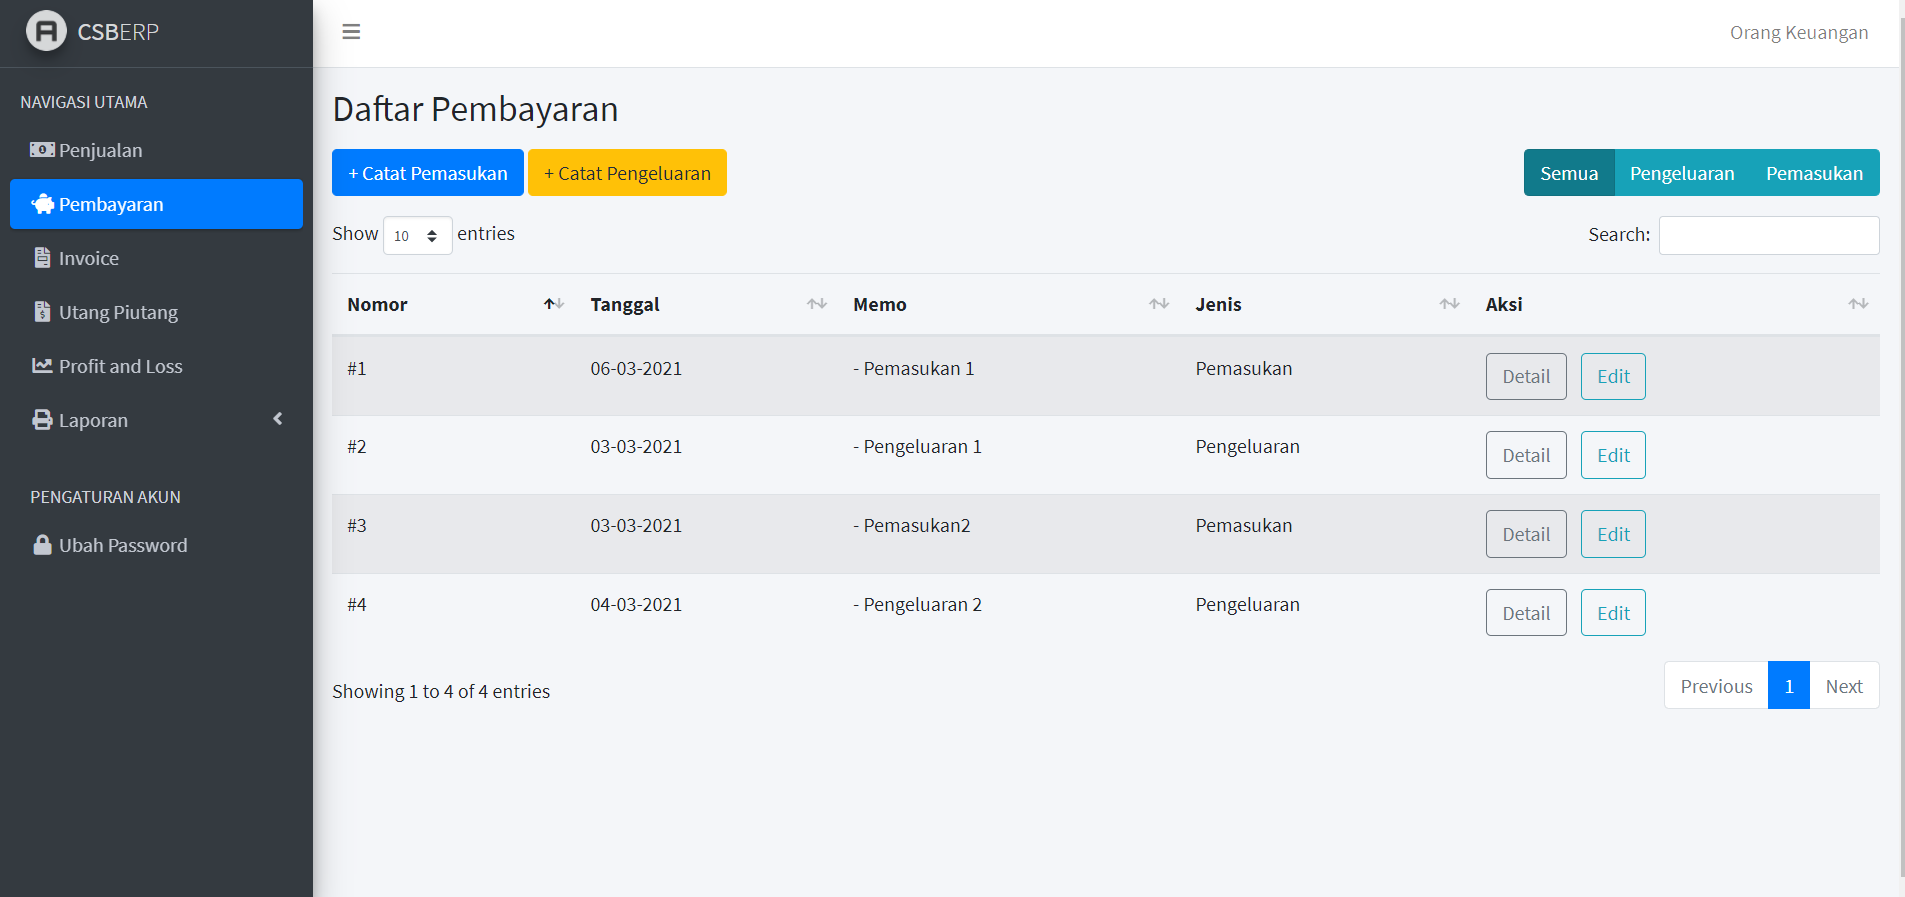 CSBERP
Orang Keuangan
NAVIGASI UTAMA
Penjualan
Pembayaran
Invoice
Utang Piutang
Profit and Loss
Laporan
PENGATURAN AKUN
Ubah Password
Daftar Pembayaran
+ Catat Pemasukan + Catat Pengeluaran Semua Pengeluaran Pemasukan
Show 10 entries Search:
Nomor Tanggal Memo Jenis Aksi
#1 06-03-2021 - Pemasukan 1 Pemasukan Detail Edit
#2 03-03-2021 - Pengeluaran 1 Pengeluaran Detail Edit
#3 03-03-2021 - Pemasukan2 Pemasukan Detail Edit
#4 04-03-2021 - Pengeluaran 2 Pengeluaran Detail Edit
Showing 1 to 4 of 4 entries Previous 1 Next